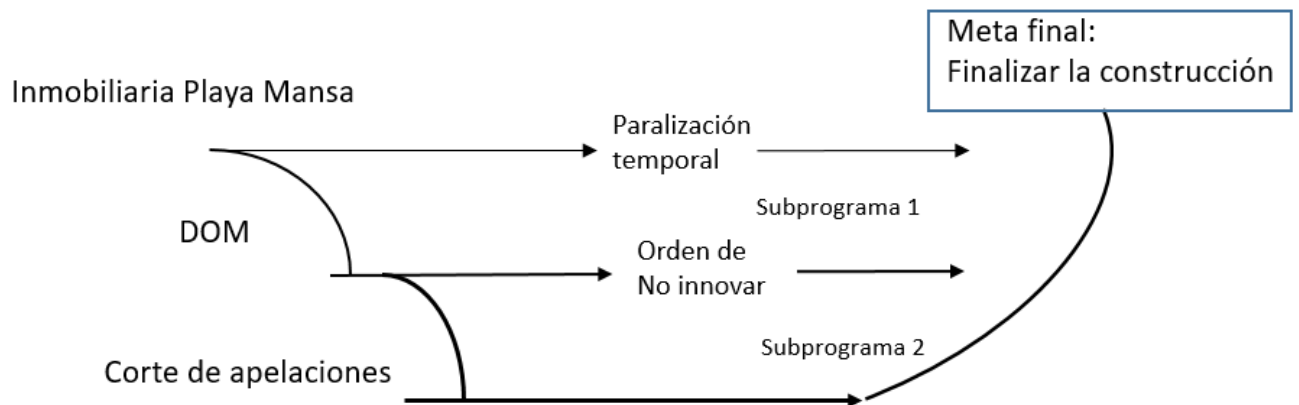 Meta final:
Finalizar la construcción
Inmobiliaria Playa Mansa
Paralización
temporal
Subprograma 1
DOM
Orden de
No innovar
Subprograma 2
Corte de apelaciones